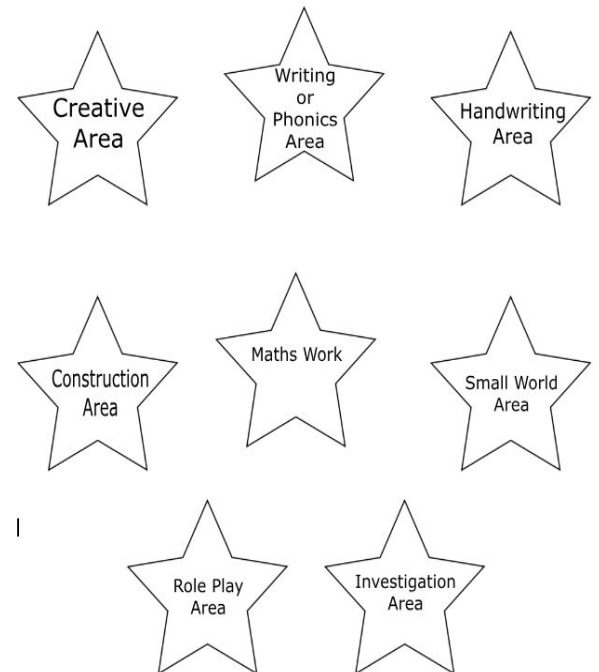 Creative
Area
Writing
or
Phonics
Area
Handwriting
Area
Construction
Area
Maths Work
Small World
Area
Role Play
Area
Investigation
Area